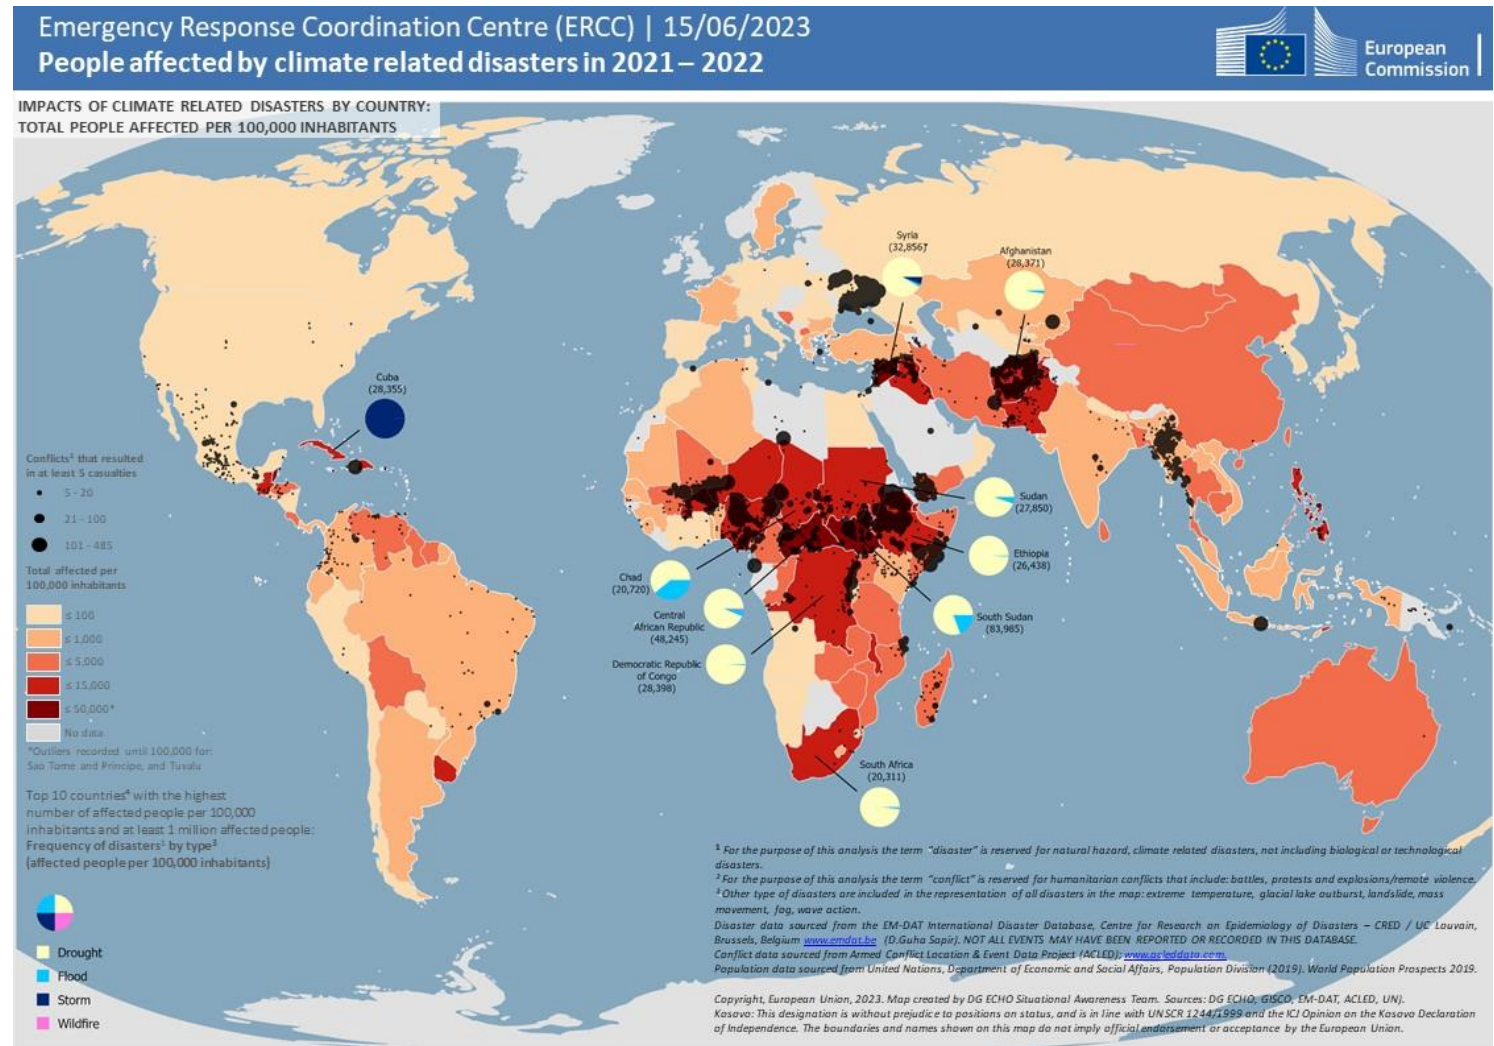 Emergency Response Coordination Centre (ERCC) | 15/06/2023
People affected by climate related disasters in 2021 – 2022
European
Commission
IMPACTS OF CLIMATE RELATED DISASTERS BY COUNTRY:
TOTAL PEOPLE AFFECTED PER 100,000 INHABITANTS
Syria
(32,856)
Afghanistan
(28,371)
Cuba
(28,355)
Conflicts² that resulted
in at least 5 casualties
5 - 20
21 - 100
101 - 485
Total affected per
100,000 inhabitants
≤ 100
≤ 1,000
≤ 5,000
≤ 15,000
≤ 50,000*
No data
*Outliers recorded until 100,000 for:
Sao Tome and Principe, and Tuvalu
Sudan
(27,850)
Ethiopia
(26,438)
South Sudan
(83,985)
Chad
(20,720)
Central
African Republic
(48,245)
Democratic Republic
of Congo
(28,398)
South Africa
(20,311)
Top 10 countries⁴ with the highest
number of affected people per 100,000
inhabitants and at least 1 million affected people:
Frequency of disasters¹ by type³
(affected people per 100,000 inhabitants)
Drought
Flood
Storm
Wildfire
¹ For the purpose of this analysis the term "disaster" is reserved for natural hazard, climate related disasters, not including biological or technological
disasters.
² For the purpose of this analysis the term "conflict" is reserved for humanitarian conflicts that include: battles, protests and explosions/remote violence.
³ Other type of disasters are included in the representation of all disasters in the map: extreme temperature, glacial lake outburst, landslide, mass
movement, fog, wave action.
Disaster data sourced from the EM-DAT International Disaster Database, Centre for Research on Epidemiology of Disasters – CRED / UC Louvain,
Brussels, Belgium www.emdat.be (D.Guha Sapir). NOT ALL EVENTS MAY HAVE BEEN REPORTED OR RECORDED IN THIS DATABASE.
Conflict data sourced from Armed Conflict Location & Event Data Project (ACLED); www.acleddata.com.
Population data sourced from United Nations, Department of Economic and Social Affairs, Population Division (2019). World Population Prospects 2019.
Copyright, European Union, 2023. Map created by DG ECHO Situational Awareness Team. Sources: DG ECHO, GISCO, EM-DAT, ACLED, UNJ.
Kosovo: This designation is without prejudice to positions on status, and is in line with UNSCR 1244/1999 and the ICJ Opinion on the Kosovo Declaration
of Independence. The boundaries and names shown on this map do not imply official endorsement or acceptance by the European Union.